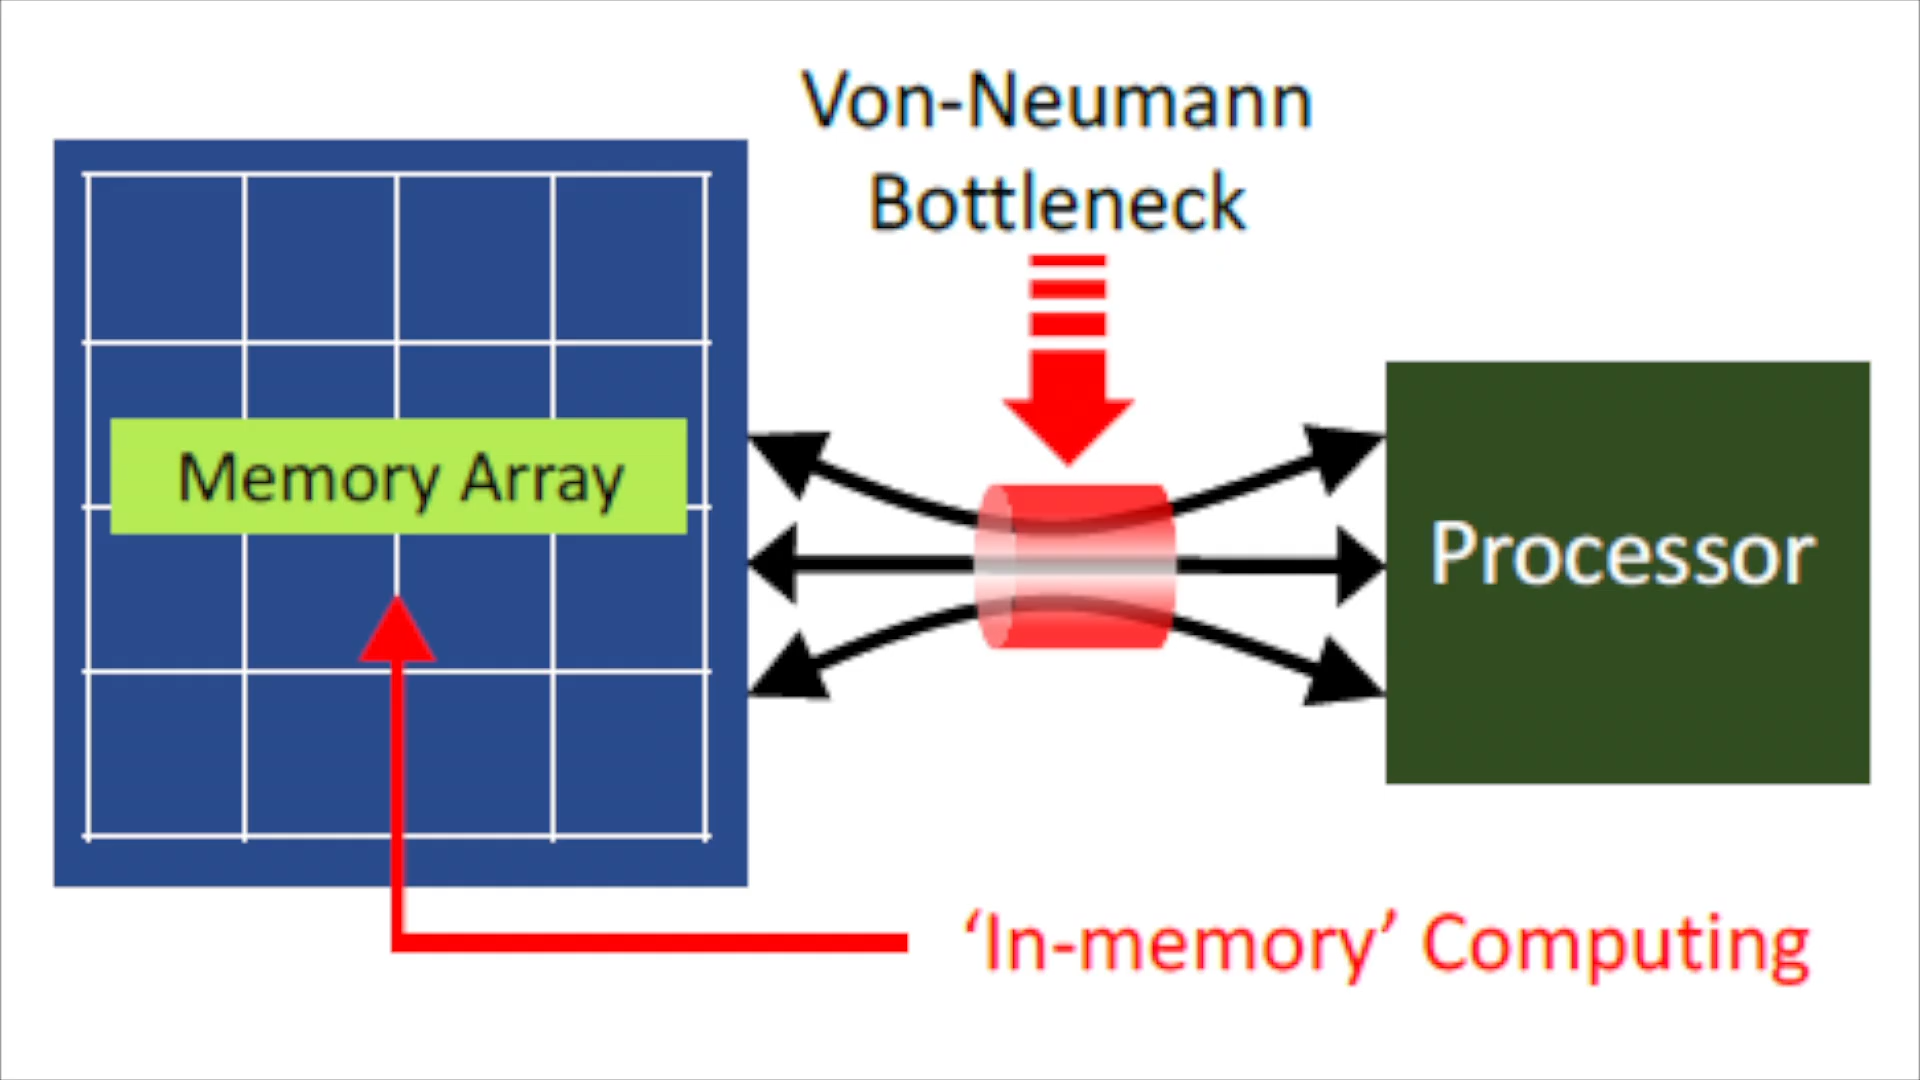 Von-Neumann
Bottleneck
Memory Array
Processor
‘In-memory’ Computing